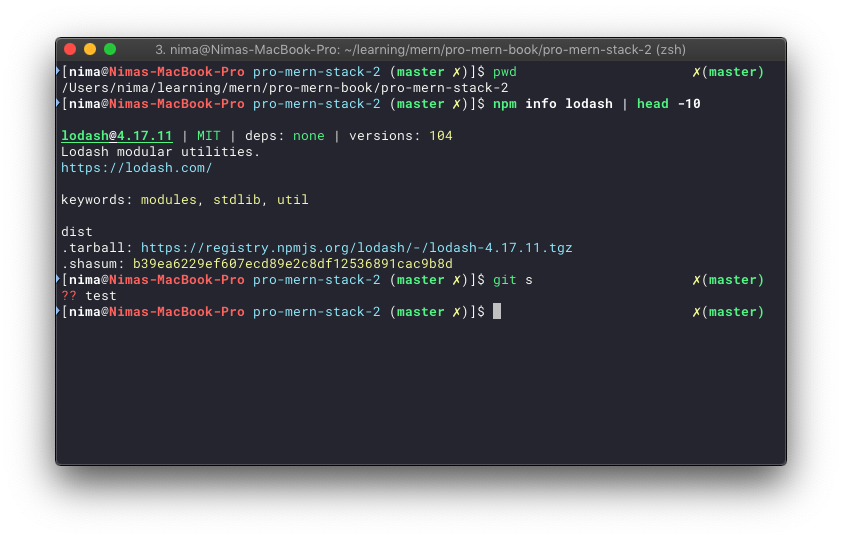 3. nima@Nimas-MacBook-Pro: ~/learning/mern/pro-mern-book/pro-mern-stack-2 (zsh)
[nima@Nimas-MacBook-Pro pro-mern-stack-2 (master ✗)]$ pwd ✗(master)
/Users/nima/learning/mern/pro-mern-book/pro-mern-stack-2
[nima@Nimas-MacBook-Pro pro-mern-stack-2 (master ✗)]$ npm info lodash | head -10
lodash@4.17.11 | MIT | deps: none | versions: 104
Lodash modular utilities.
https://lodash.com/
keywords: modules, stdlib, util
dist
.tarball: https://registry.npmjs.org/lodash/-/lodash-4.17.11.tgz
.shasum: b39ea6229ef607ecd89e2c8df12536891cac9b8d
[nima@Nimas-MacBook-Pro pro-mern-stack-2 (master ✗)]$ git s ✗(master)
?? test
[nima@Nimas-MacBook-Pro pro-mern-stack-2 (master ✗)]$ ✗(master)